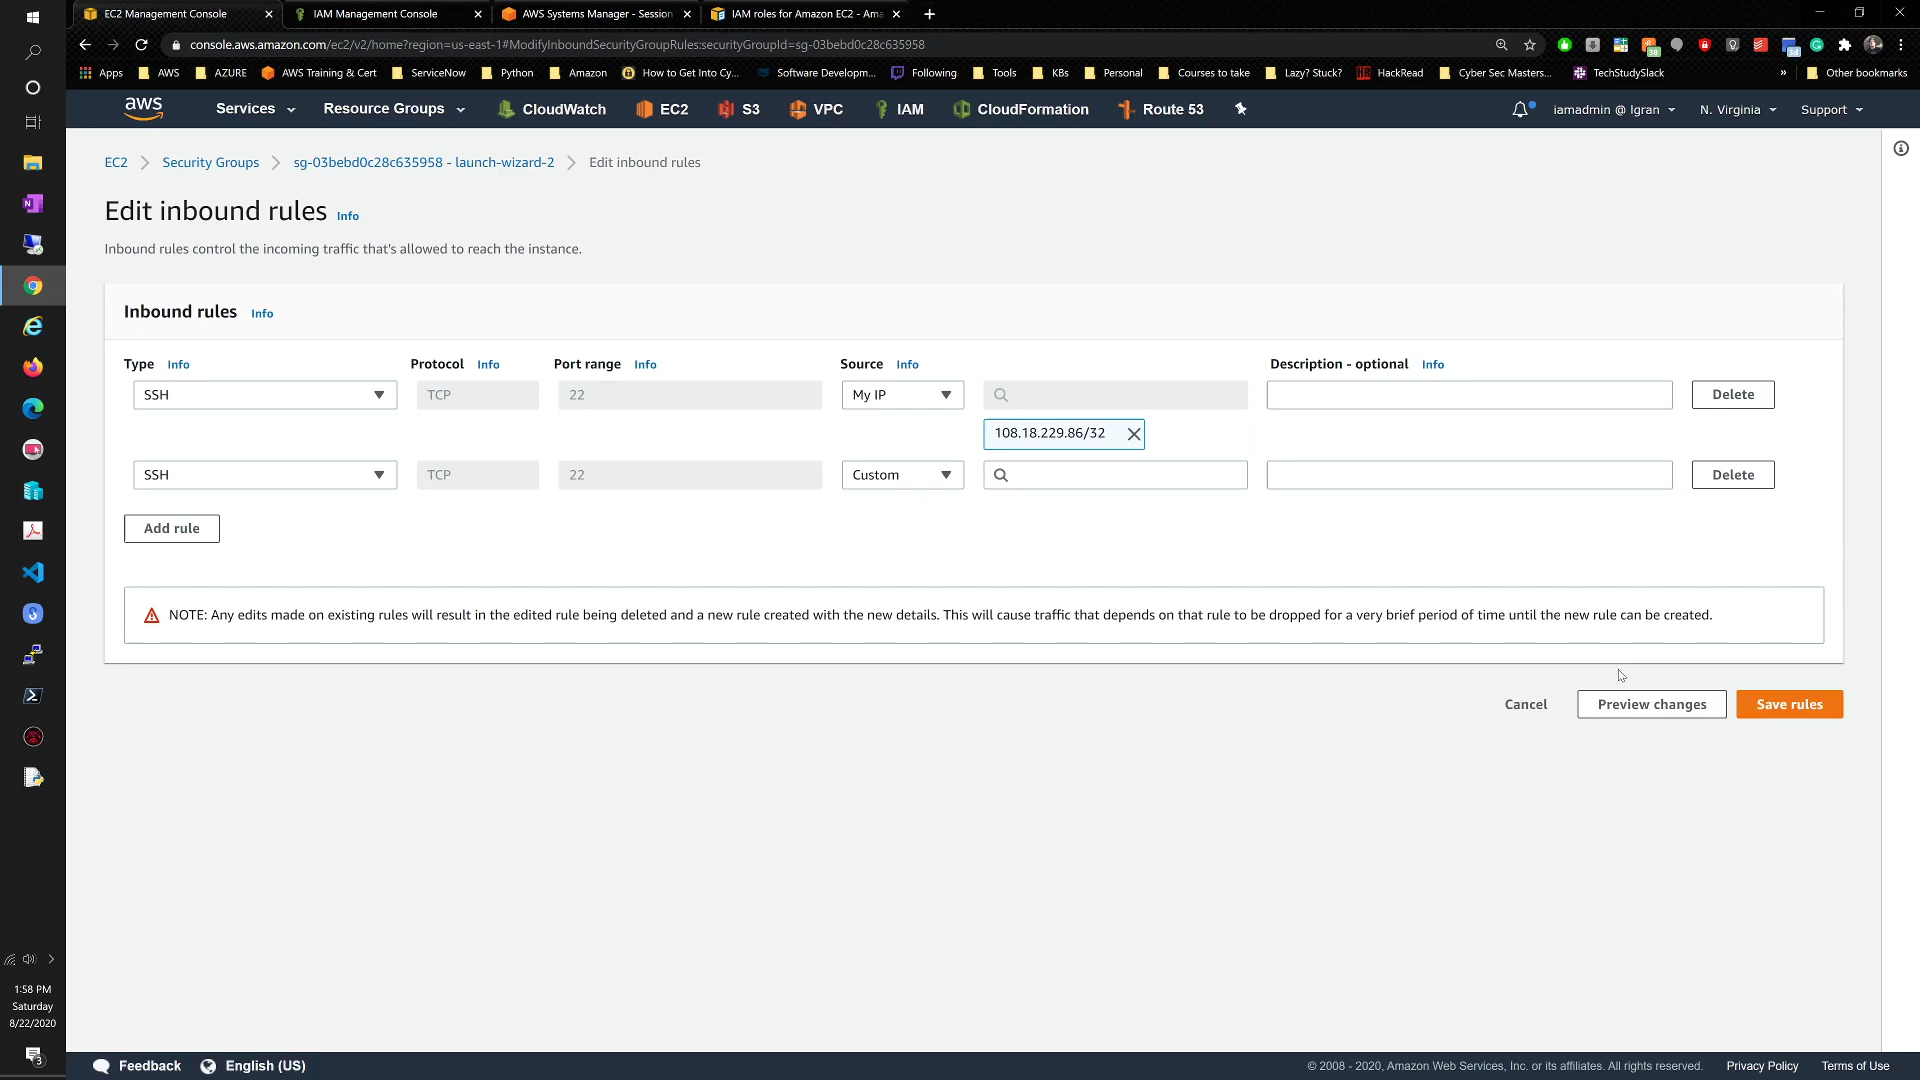 EC2 Management Console
IAM Management Console
AWS Systems Manager - Session
IAM roles for Amazon EC2 - Ama
console.aws.amazon.com/ec2/v2/home?region=us-east-1#ModifyInboundSecurityGroupRules:securityGroupId=sg-03bebd0c28c635958
Apps AWS AZURE AWS Training & Cert ServiceNow Python Amazon How to Get Into Cy... Software Developm... Following Tools KBs Personal Courses to take Lazy? Stuck? HackRead Cyber Sec Masters... TechStudySlack » Other bookmarks
aws Services Resource Groups CloudWatch EC2 S3 VPC IAM CloudFormation Route 53 iamadmin @ lgran N. Virginia Support
EC2 Security Groups sg-03bebd0c28c635958 - launch-wizard-2 Edit inbound rules
Edit inbound rules Info
Inbound rules control the incoming traffic that's allowed to reach the instance.
Inbound rules Info
Type Info Protocol Info Port range Info Source Info Description - optional Info
SSH TCP 22 My IP Delete
108.18.229.86/32
SSH TCP 22 Custom Delete
Add rule
NOTE: Any edits made on existing rules will result in the edited rule being deleted and a new rule created with the new details. This will cause traffic that depends on that rule to be dropped for a very brief period of time until the new rule can be created.
Cancel Preview changes Save rules
1:58 PM
Saturday
8/22/2020
3
Feedback English (US) © 2008 - 2020, Amazon Web Services, Inc. or its affiliates. All rights reserved. Privacy Policy Terms of Use